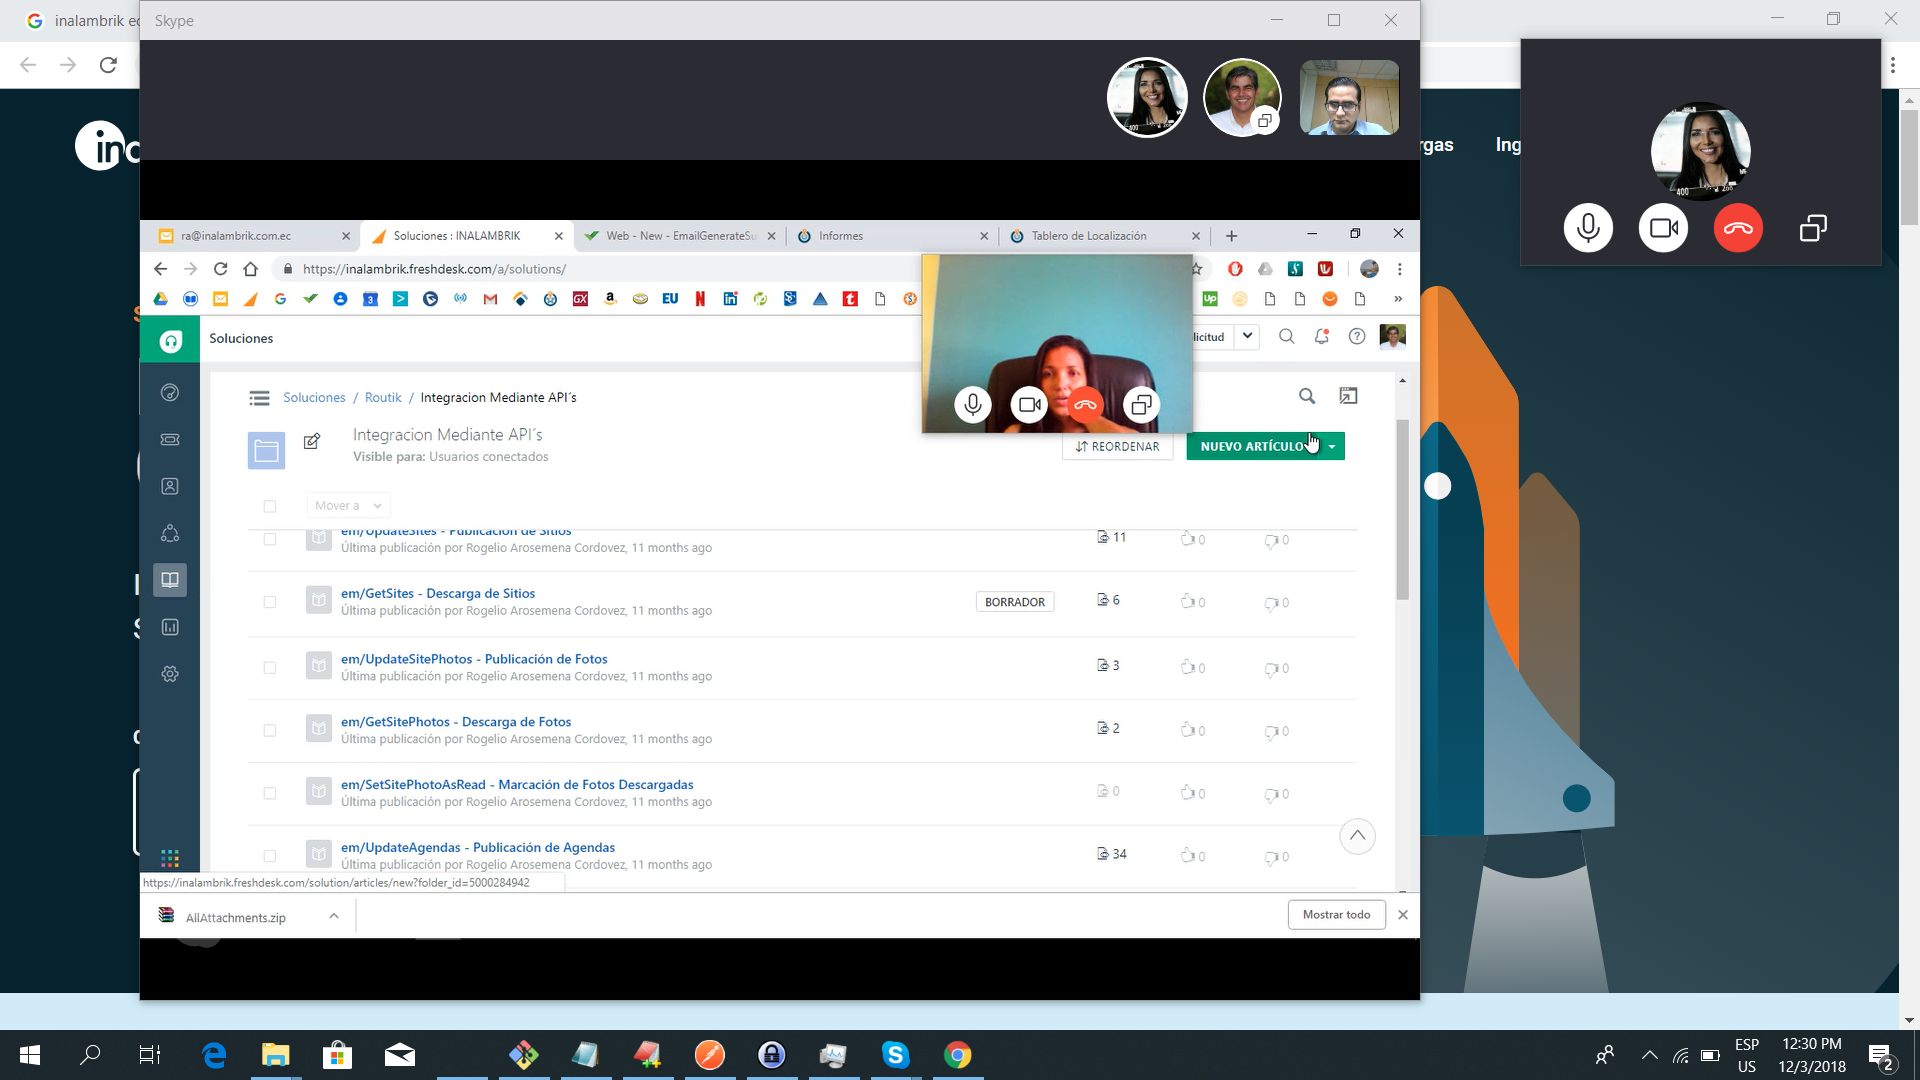 inalambrik ec
Skype
in
rgas
Ing
ra@inalambrik.com.ec
Soluciones : INALAMBRIK
Web - New - EmailGenerateSu
Informes
Tablero de Localización
https://inalambrik.freshdesk.com/a/solutions/
Soluciones
licitud
Soluciones / Routik / Integracion Mediante API´s
Integracion Mediante API´s
Visible para: Usuarios conectados
REORDENAR
NUEVO ARTÍCULO
Mover a
em/UpdateSites - Publicación de Sitios
11
0
0
Última publicación por Rogelio Arosemena Cordovez, 11 months ago
em/GetSites - Descarga de Sitios
BORRADOR
6
0
0
Última publicación por Rogelio Arosemena Cordovez, 11 months ago
em/UpdateSitePhotos - Publicación de Fotos
3
0
0
Última publicación por Rogelio Arosemena Cordovez, 11 months ago
em/GetSitePhotos - Descarga de Fotos
2
0
0
Última publicación por Rogelio Arosemena Cordovez, 11 months ago
em/SetSitePhotoAsRead - Marcación de Fotos Descargadas
0
0
0
Última publicación por Rogelio Arosemena Cordovez, 11 months ago
em/UpdateAgendas - Publicación de Agendas
34
0
0
Última publicación por Rogelio Arosemena Cordovez, 11 months ago
https://inalambrik.freshdesk.com/solution/articles/new?folder_id=5000284942
AllAttachments.zip
Mostrar todo
ESP
US
12:30 PM
12/3/2018
2